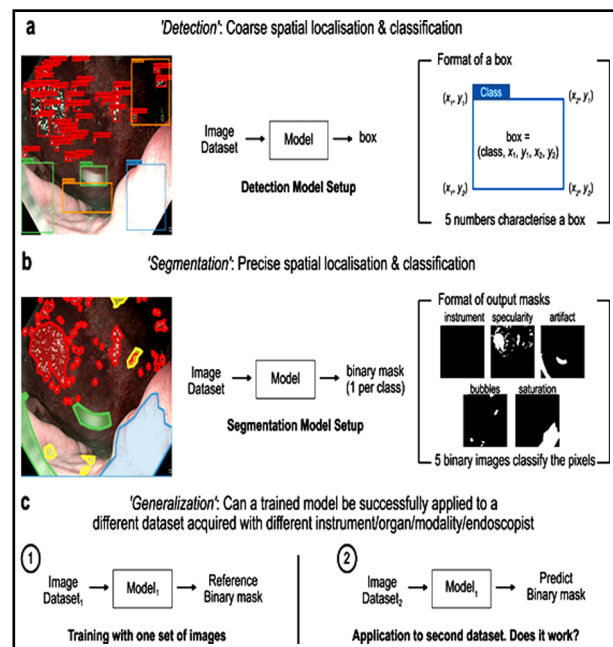 a
'Detection': Coarse spatial localisation & classification
Image
Dataset
Model
box
Detection Model Setup
Format of a box
(x₁, y₁)
Class
(x₂, y₁)
box =
(class, x₁, y₁, x₂, y₂)
(x₁, y₂)
(x₂, y₂)
5 numbers characterise a box
b
'Segmentation': Precise spatial localisation & classification
Image
Dataset
Model
binary mask
(1 per class)
Segmentation Model Setup
Format of output masks
instrument specularity artifact
bubbles saturation
5 binary images classify the pixels
c
'Generalization': Can a trained model be successfully applied to a
different dataset acquired with different instrument/organ/modality/endoscopist
1
Image
Dataset₁
Model₁
Reference
Binary mask
Training with one set of images
2
Image
Dataset₂
Model₁
Predict
Binary mask
Application to second dataset. Does it work?